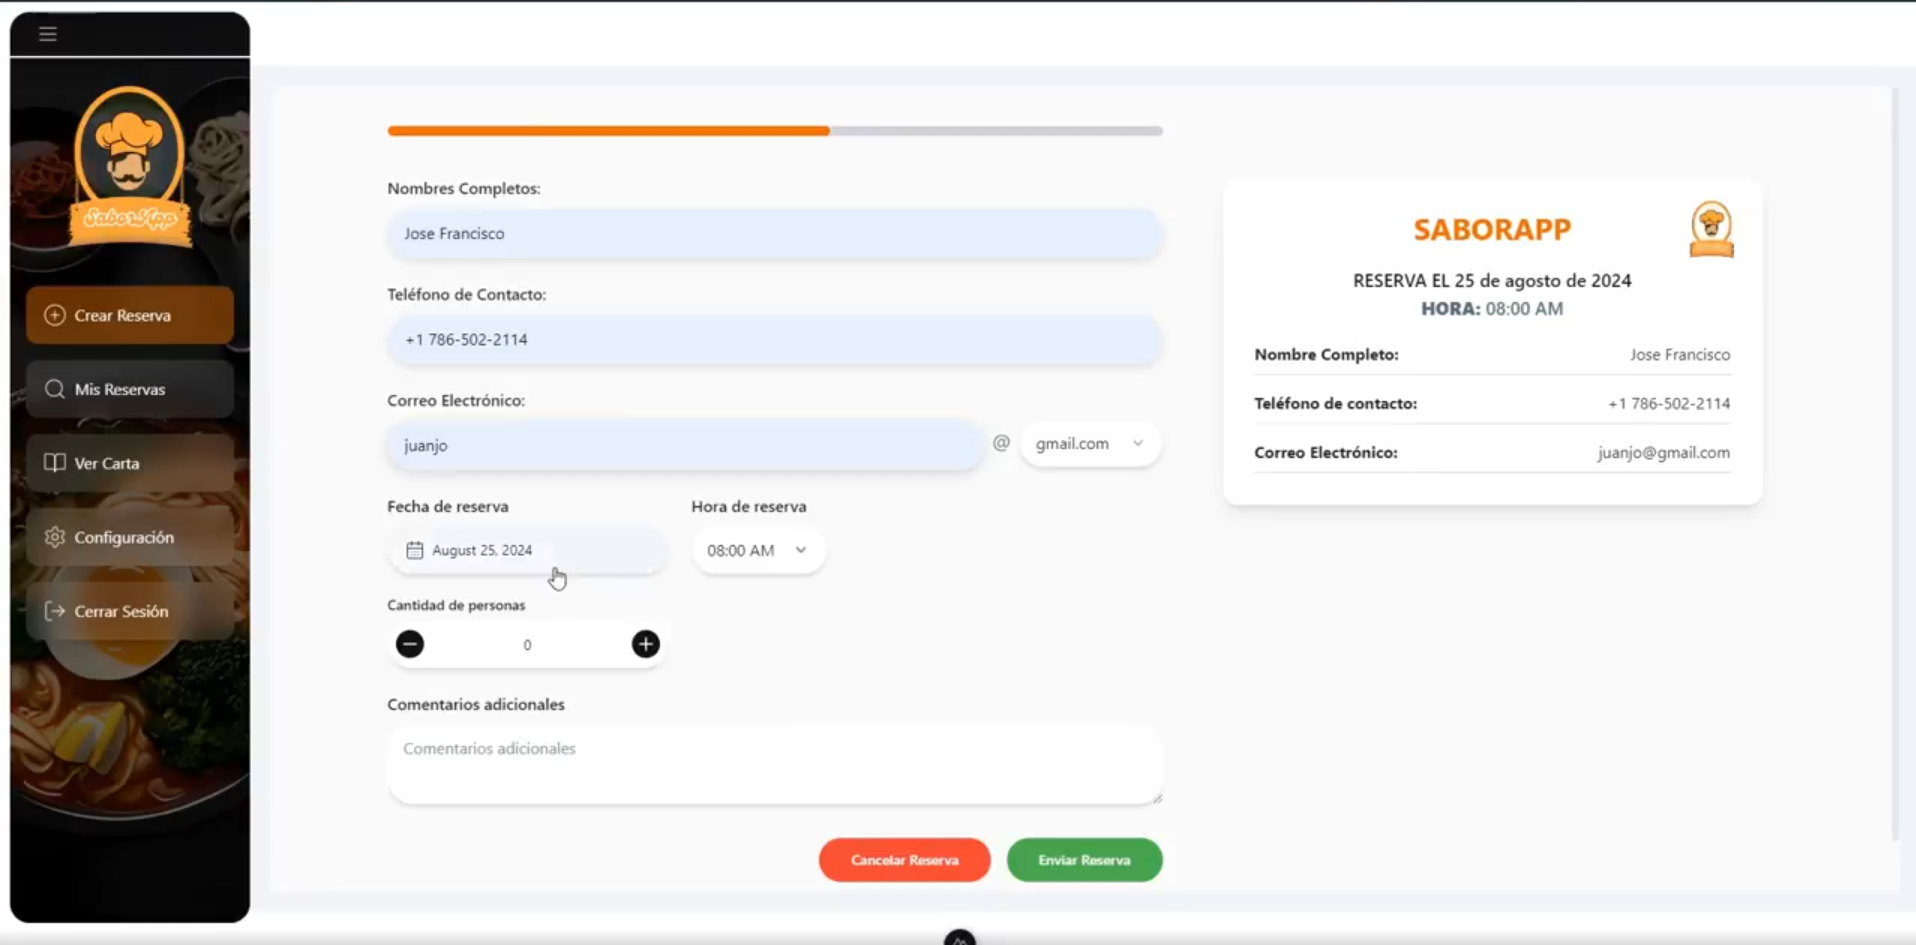 SaborApp
Crear Reserva
Mis Reservas
Ver Carta
Configuración
Cerrar Sesión
Nombres Completos:
Jose Francisco
Teléfono de Contacto:
+1 786-502-2114
Correo Electrónico:
juanjo @ gmail.com
Fecha de reserva Hora de reserva
August 25, 2024 08:00 AM
Cantidad de personas
0
Comentarios adicionales
Comentarios adicionales
Cancelar Reserva Enviar Reserva
SABORAPP
RESERVA EL 25 de agosto de 2024
HORA: 08:00 AM
Nombre Completo: Jose Francisco
Teléfono de contacto: +1 786-502-2114
Correo Electrónico: juanjo@gmail.com